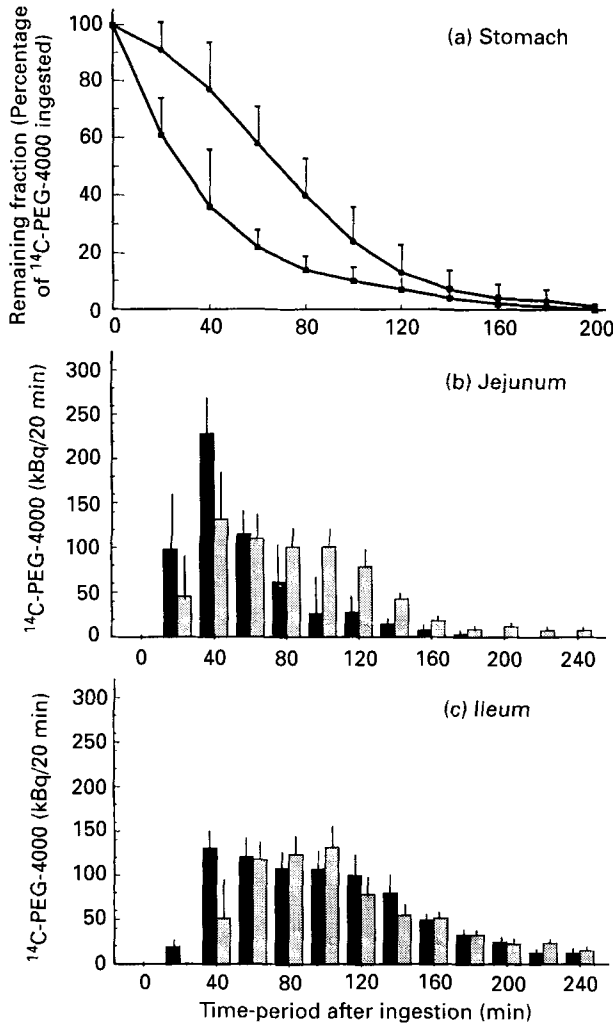 (a) Stomach
Remaining fraction (Percentage
of ¹⁴C-PEG-4000 ingested)
100
80
60
40
20
0
0 40 80 120 160 200
(b) Jejunum
¹⁴C-PEG-4000 (kBq/20 min)
300
250
200
150
100
50
0
0 40 80 120 160 200 240
(c) Ileum
¹⁴C-PEG-4000 (kBq/20 min)
300
250
200
150
100
50
0
0 40 80 120 160 200 240
Time-period after ingestion (min)